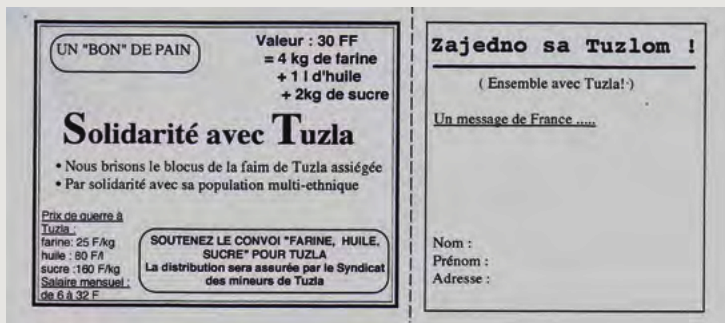 UN "BON" DE PAIN
Valeur : 30 FF
= 4 kg de farine
+ 1 l d'huile
+ 2kg de sucre
Solidarité avec Tuzla
• Nous brisons le blocus de la faim de Tuzla assiégée
• Par solidarité avec sa population multi-ethnique
Prix de guerre à
Tuzla :
farine: 25 F/kg
huile : 80 F/l
sucre :160 F/kg
Salaire mensuel :
de 6 à 32 F
SOUTENEZ LE CONVOI "FARINE, HUILE,
SUCRE" POUR TUZLA
La distribution sera assurée par le Syndicat
des mineurs de Tuzla
Zajedno sa Tuzlom !
( Ensemble avec Tuzla! )
Un message de France .....
Nom :
Prénom :
Adresse :